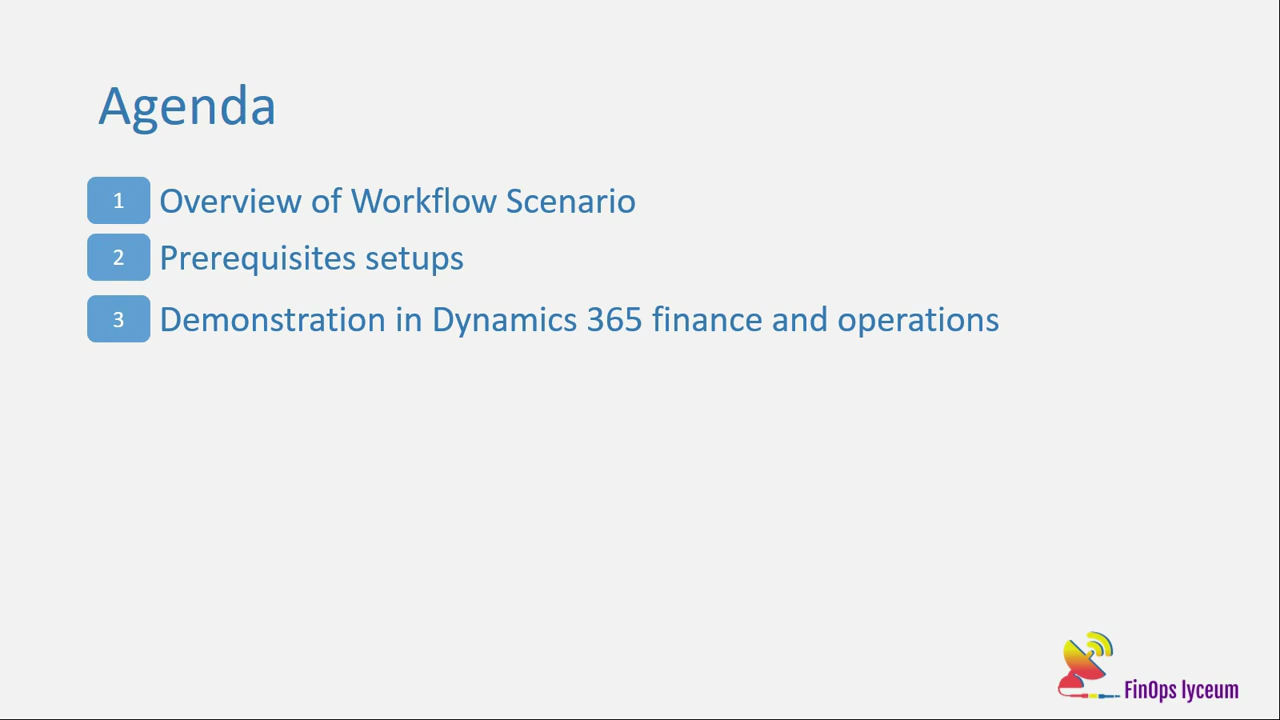 Agenda
1 Overview of Workflow Scenario
2 Prerequisites setups
3 Demonstration in Dynamics 365 finance and operations
FinOps lyceum